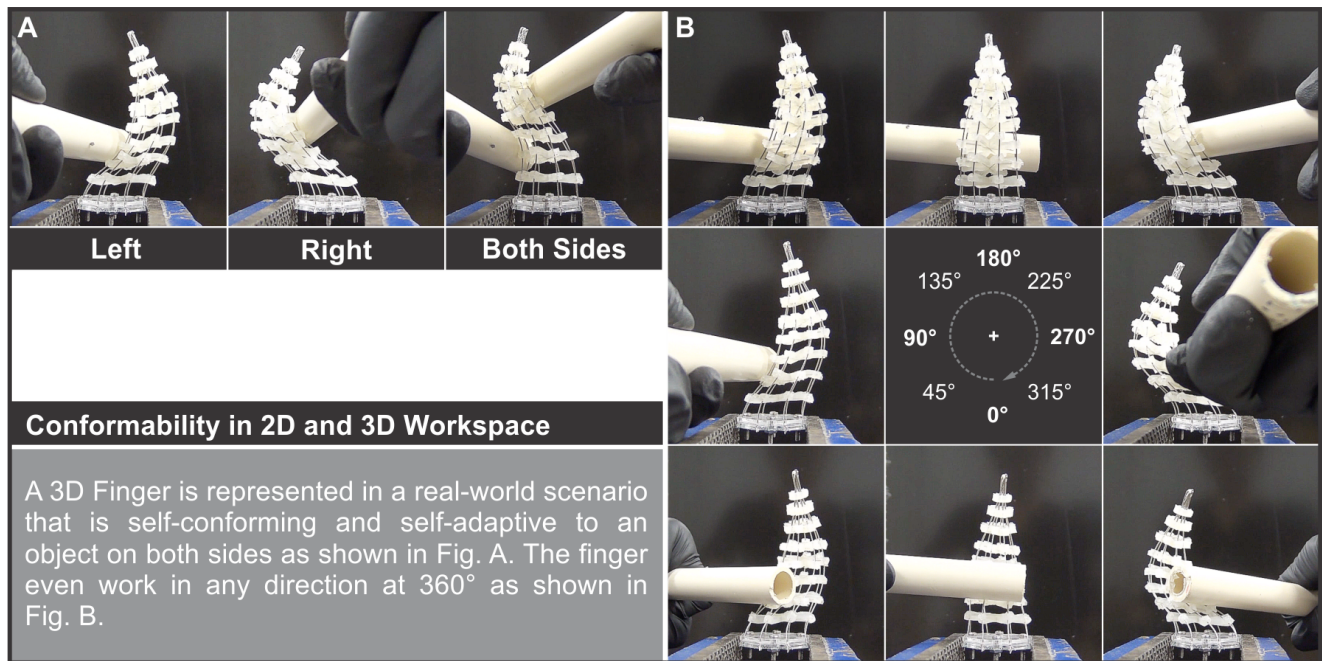 A
B
Left
Right
Both Sides
180°
135°
225°
90°
270°
45°
315°
0°
Conformability in 2D and 3D Workspace
A 3D Finger is represented in a real-world scenario
that is self-conforming and self-adaptive to an
object on both sides as shown in Fig. A. The finger
even work in any direction at 360° as shown in
Fig. B.